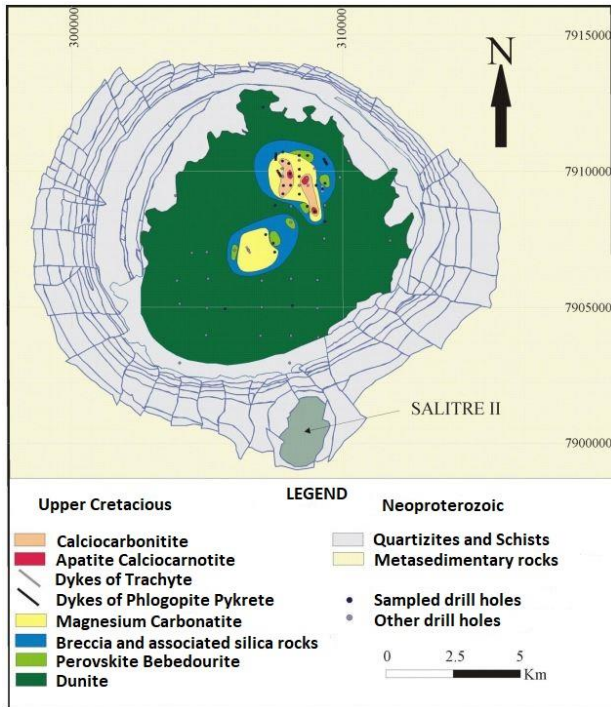 300000
310000
7915000
N
7910000
7905000
SALITRE II
7900000
LEGEND
Upper Cretacious
Calciocarbonitite
Apatite Calciocarnotite
Dykes of Trachyte
Dykes of Phlogopite Pykrete
Magnesium Carbonatite
Breccia and associated silica rocks
Perovskite Bebedourite
Dunite
Neoproterozoic
Quartizites and Schists
Metasedimentary rocks
Sampled drill holes
Other drill holes
0 2.5 5
Km